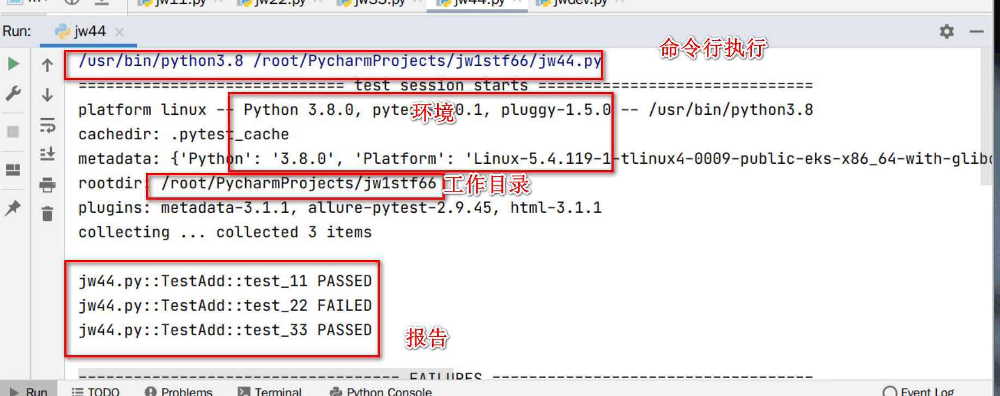 jw11.py jw22.py jw33.py jw44.py jwdev.py
Run: jw44
命令行执行
/usr/bin/python3.8 /root/PycharmProjects/jw1stf66/jw44.py
============================= test session starts ==============================
platform linux -- Python 3.8.0, 0.1, pluggy-1.5.0 -- /usr/bin/python3.8
环境
cachedir: .pytest_cache
metadata: {'Python': '3.8.0', 'Platform': 'Linux-5.4.119-1-tlinux4-0009-public-eks-x86_64-with-glibc
rootdir: /root/PycharmProjects/jw1stf66
工作目录
plugins: metadata-3.1.1, allure-pytest-2.9.45, html-3.1.1
collecting ... collected 3 items
jw44.py::TestAdd::test_11 PASSED
jw44.py::TestAdd::test_22 FAILED
jw44.py::TestAdd::test_33 PASSED
报告
=================================== FAILURES ===================================
Run TODO Problems Terminal Python Console Event Log